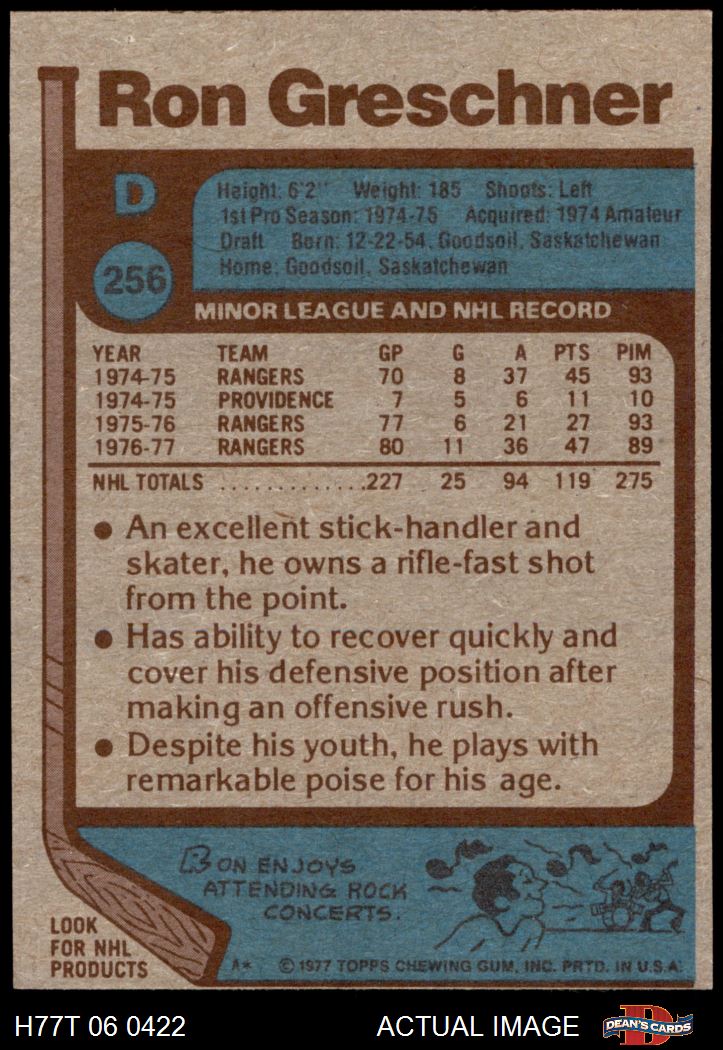 Ron Greschner
D
Height: 6'2" Weight: 185 Shoots: Left
1st Pro Season: 1974-75 Acquired: 1974 Amateur
Draft Born: 12-22-54, Goodsoil, Saskatchewan
Home: Goodsoil, Saskatchewan
256
MINOR LEAGUE AND NHL RECORD
YEAR TEAM GP G A PTS PIM
1974-75 RANGERS 70 8 37 45 93
1974-75 PROVIDENCE 7 5 6 11 10
1975-76 RANGERS 77 6 21 27 93
1976-77 RANGERS 80 11 36 47 89
NHL TOTALS .............227 25 94 119 275
● An excellent stick-handler and
skater, he owns a rifle-fast shot
from the point.
● Has ability to recover quickly and
cover his defensive position after
making an offensive rush.
● Despite his youth, he plays with
remarkable poise for his age.
RON ENJOYS
ATTENDING ROCK
CONCERTS.
LOOK
FOR NHL
PRODUCTS
A* © 1977 TOPPS CHEWING GUM, INC. PRTD. IN U.S.A.
H77T 06 0422 ACTUAL IMAGE D DEAN'S CARDS